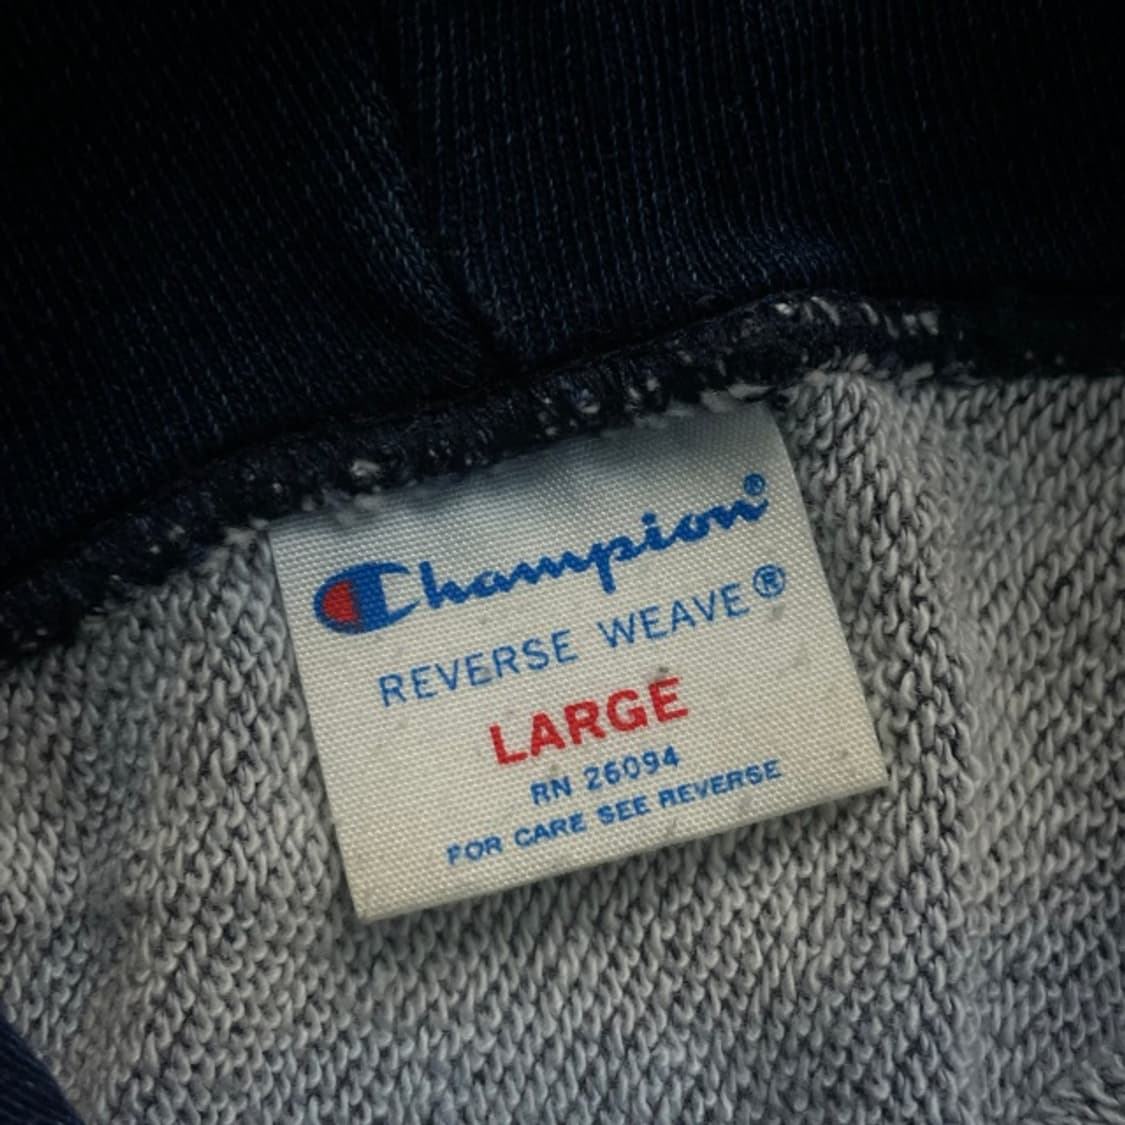 Champion®
REVERSE WEAVE®
LARGE
RN 26094
FOR CARE SEE REVERSE